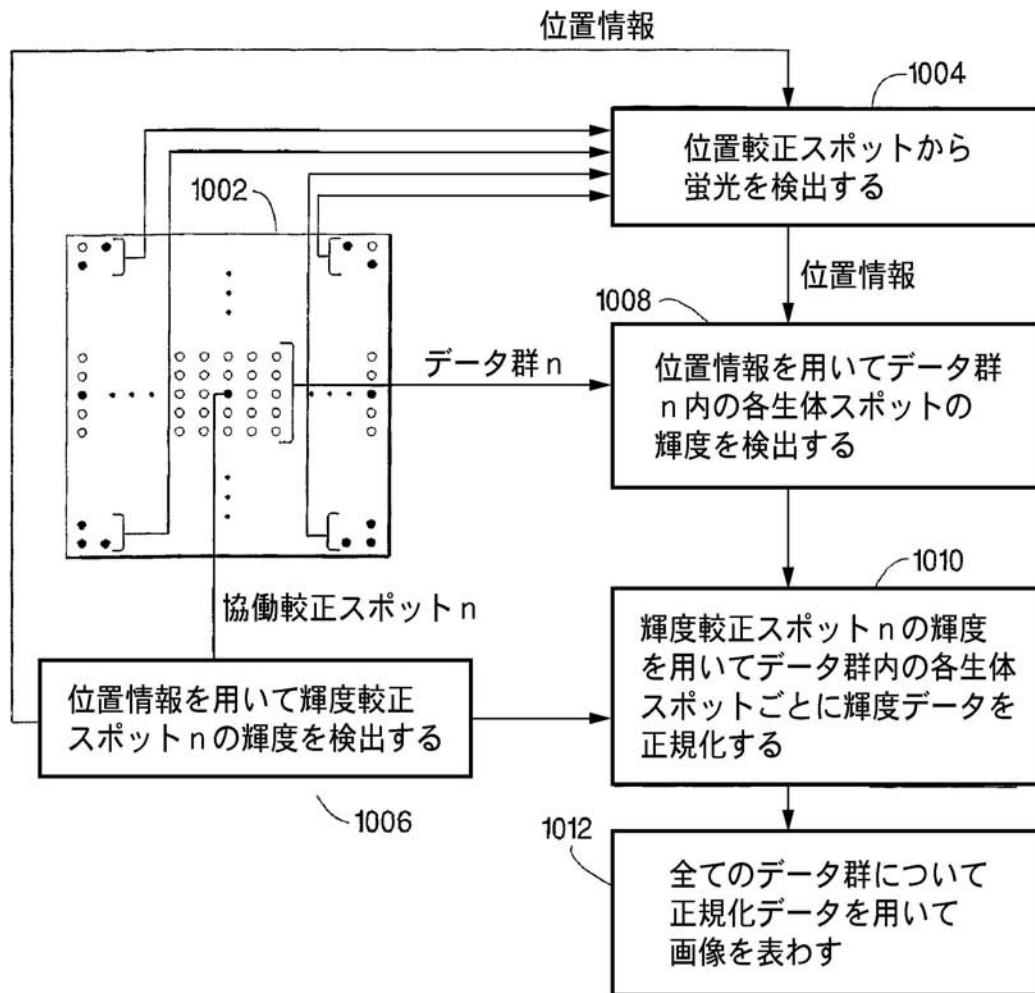 位置情報
1004
位置較正スポットから
蛍光を検出する
1002
位置情報
1008
データ群n
位置情報を用いてデータ群
n内の各生体スポットの
輝度を検出する
1010
協働較正スポットn
輝度較正スポットnの輝度
を用いてデータ群内の各生体
スポットごとに輝度データを
正規化する
位置情報を用いて輝度較正
スポットnの輝度を検出する
1006
1012
全てのデータ群について
正規化データを用いて
画像を表わす